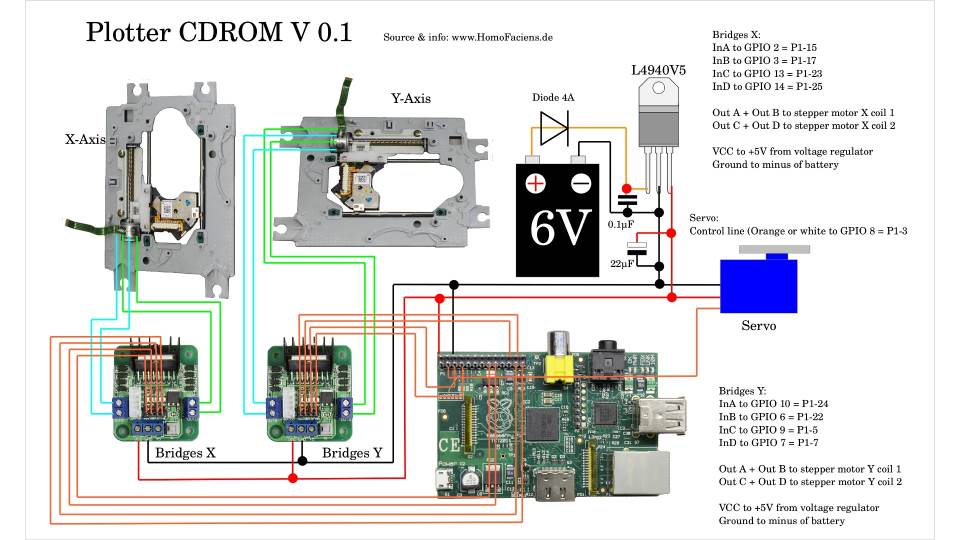 Plotter CDROM V 0.1
Source & info: www.HomoFaciens.de
Bridges X:
InA to GPIO 2 = P1-15
InB to GPIO 3 = P1-17
InC to GPIO 13 = P1-23
InD to GPIO 14 = P1-25
Out A + Out B to stepper motor X coil 1
Out C + Out D to stepper motor X coil 2
VCC to +5V from voltage regulator
Ground to minus of battery
L4940V5
Diode 4A
Y-Axis
X-Axis
+
−
6V
0.1µF
22µF
Servo:
Control line (Orange or white to GPIO 8 = P1-3
Servo
Bridges X
Bridges Y
CE
Bridges Y:
InA to GPIO 10 = P1-24
InB to GPIO 6 = P1-22
InC to GPIO 9 = P1-5
InD to GPIO 7 = P1-7
Out A + Out B to stepper motor Y coil 1
Out C + Out D to stepper motor Y coil 2
VCC to +5V from voltage regulator
Ground to minus of battery